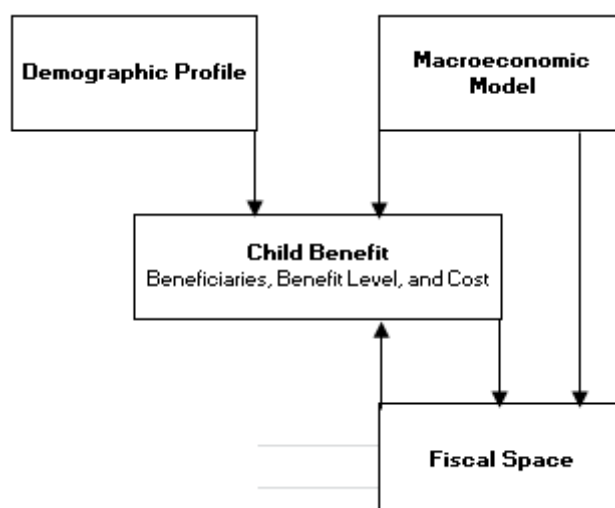 Demographic Profile
Macroeconomic
Model
Child Benefit
Beneficiaries, Benefit Level, and Cost
Fiscal Space